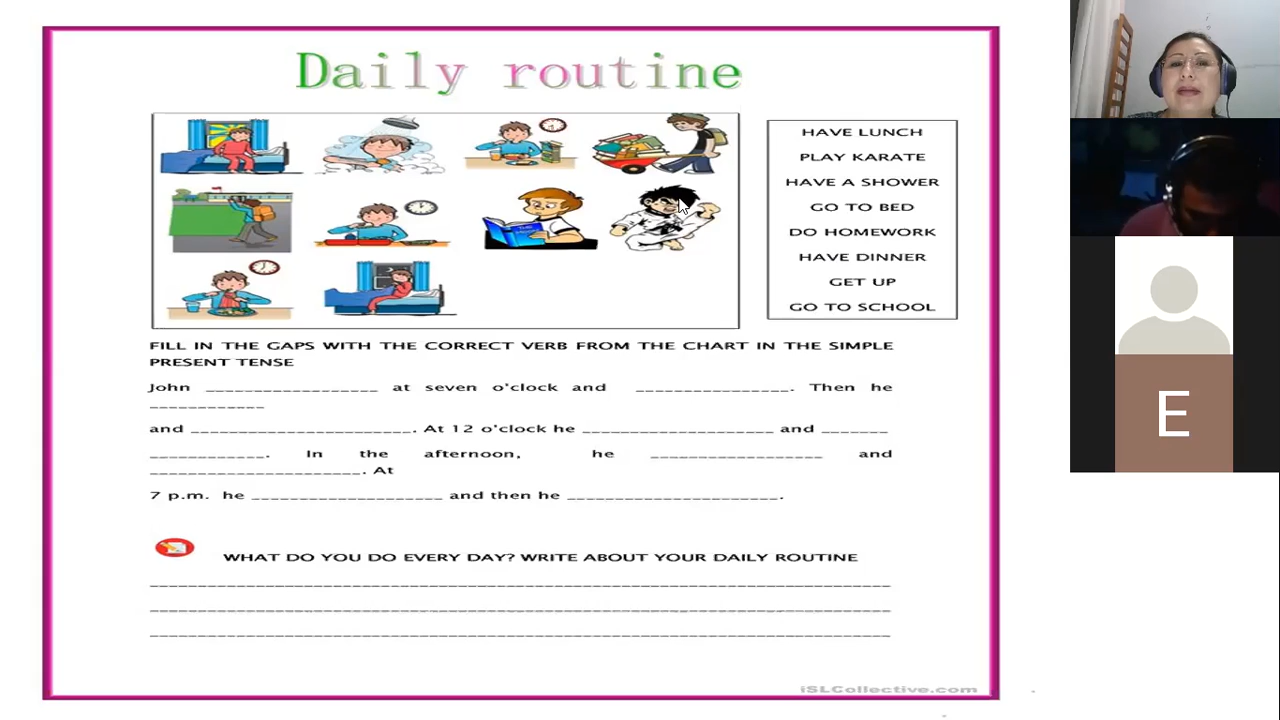 Daily routine
HAVE LUNCH
PLAY KARATE
HAVE A SHOWER
GO TO BED
DO HOMEWORK
HAVE DINNER
GET UP
GO TO SCHOOL
FILL IN THE GAPS WITH THE CORRECT VERB FROM THE CHART IN THE SIMPLE
PRESENT TENSE
John __________________ at seven o'clock and ________________. Then he
____________
and _______________________. At 12 o'clock he ____________________ and _______
____________. In the afternoon, he __________________ and
______________________. At
7 p.m. he ____________________ and then he ______________________.
WHAT DO YOU DO EVERY DAY? WRITE ABOUT YOUR DAILY ROUTINE
iSLCollective.com
E